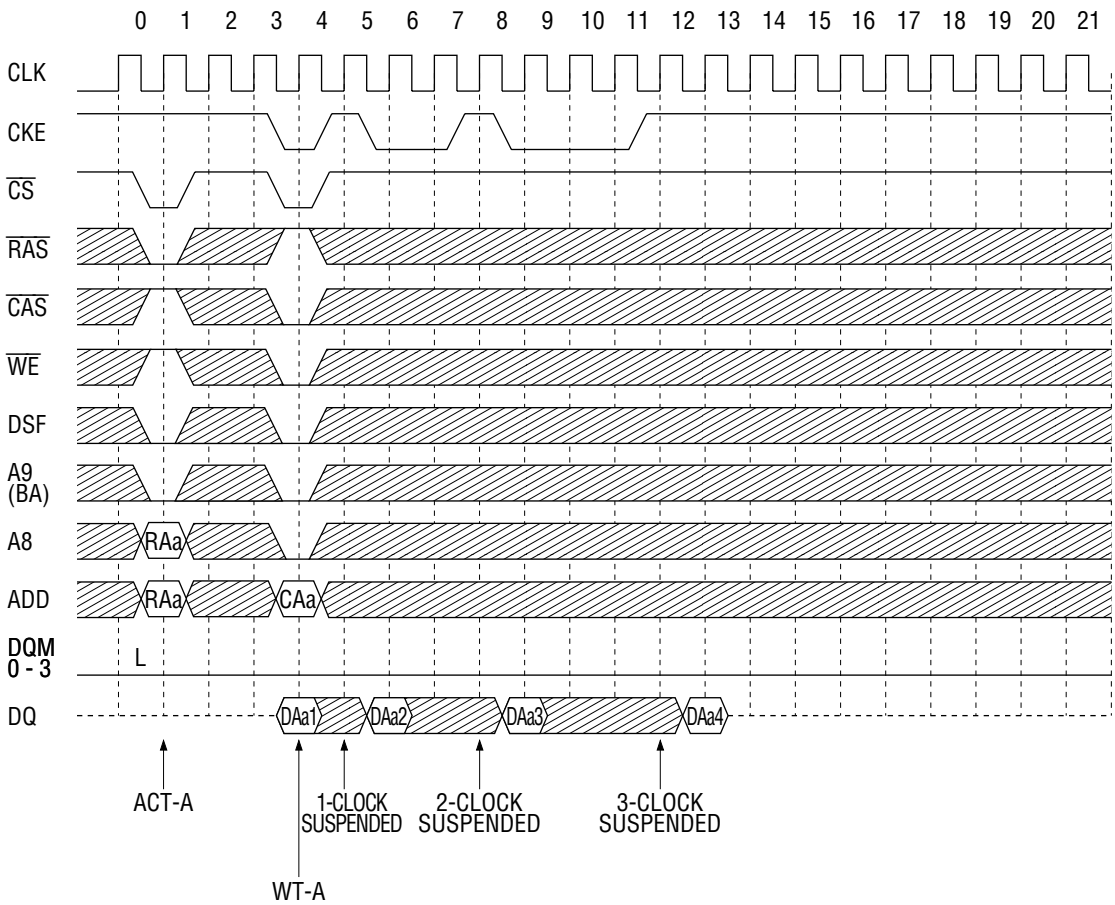 0 1 2 3 4 5 6 7 8 9 10 11 12 13 14 15 16 17 18 19 20 21
CLK
CKE
CS
RAS
CAS
WE
DSF
A9
(BA)
A8 RAa
ADD RAa CAa
DQM
0 - 3 L
DQ DAa1 DAa2 DAa3 DAa4
ACT-A 1-CLOCK 2-CLOCK 3-CLOCK
SUSPENDED SUSPENDED SUSPENDED
WT-A